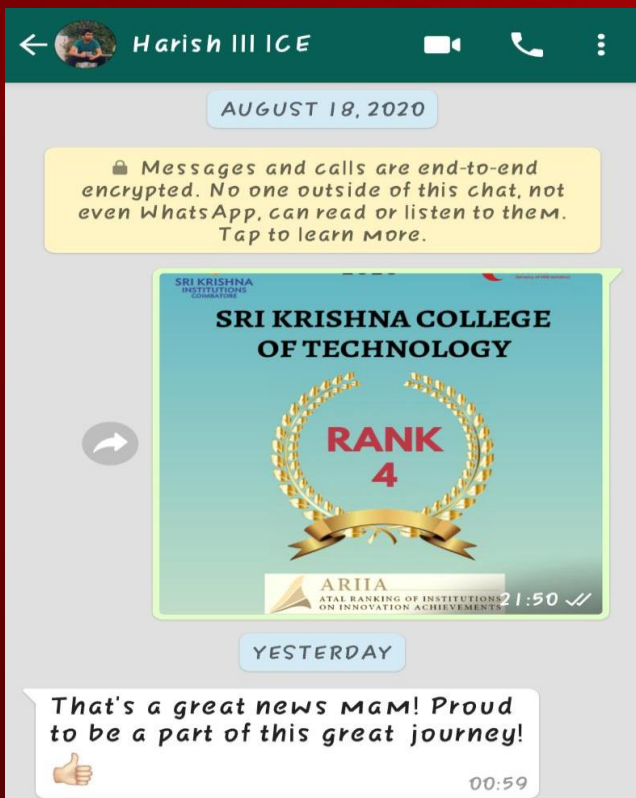 Harish III ICE
AUGUST 18, 2020
🔒 Messages and calls are end-to-end
encrypted. No one outside of this chat, not
even WhatsApp, can read or listen to them.
Tap to learn more.
SRI KRISHNA
INSTITUTIONS
COIMBATORE
SRI KRISHNA COLLEGE
OF TECHNOLOGY
RANK
4
ARIIA
ATAL RANKING OF INSTITUTIONS
ON INNOVATION ACHIEVEMENTS
21:50
YESTERDAY
That's a great news mam! Proud
to be a part of this great journey!
👍🏻
00:59